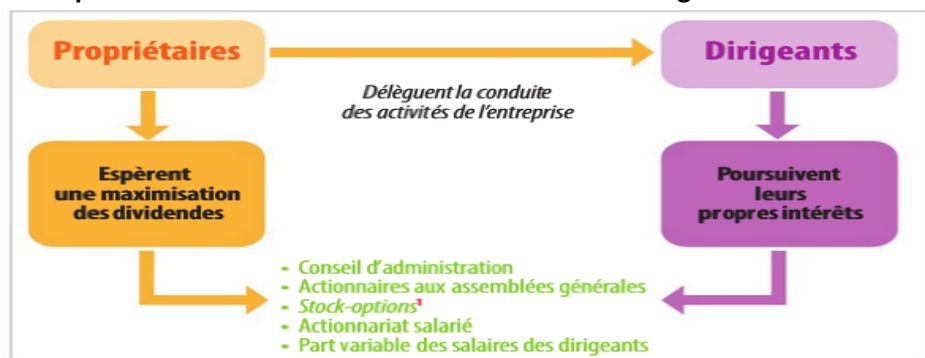 Propriétaires
Dirigeants
Délèguent la conduite
des activités de l'entreprise
Espèrent
une maximisation
des dividendes
Poursuivent
leurs
propres intérêts
• Conseil d'administration
• Actionnaires aux assemblées générales
• Stock-options¹
• Actionnariat salarié
• Part variable des salaires des dirigeants